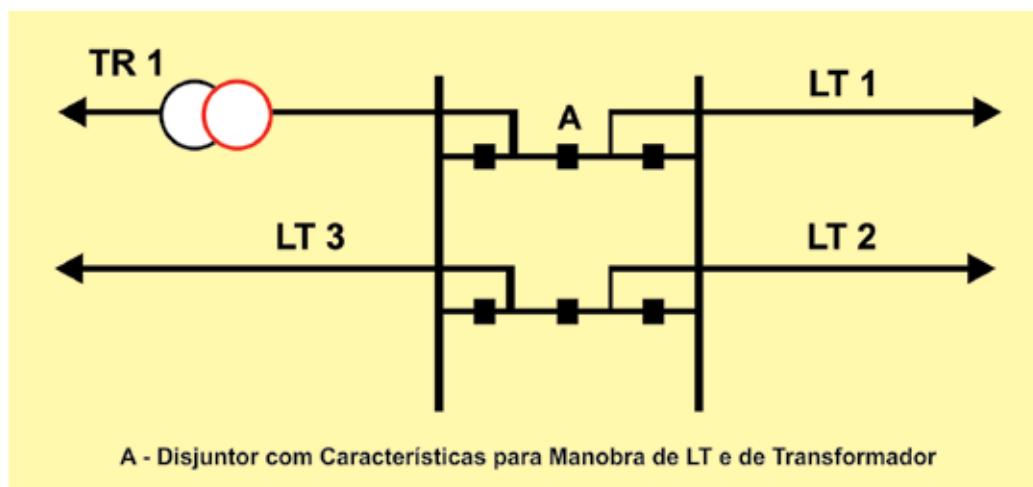 TR 1
LT 1
A
LT 3
LT 2
A - Disjuntor com Características para Manobra de LT e de Transformador